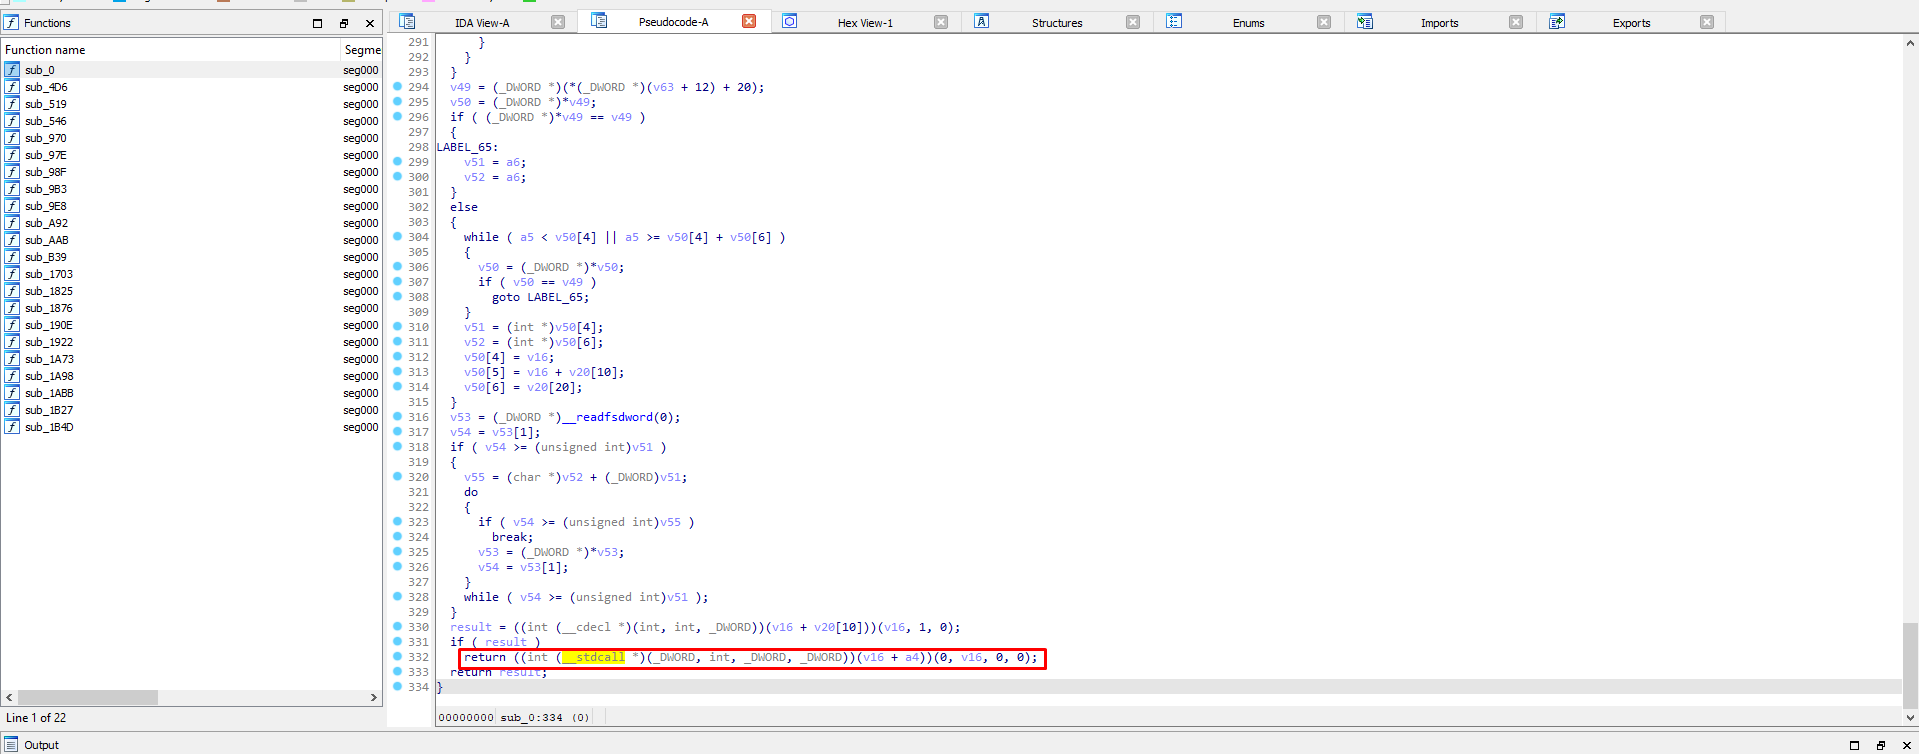 Functions
IDA View-A
Pseudocode-A
Hex View-1
Structures
Enums
Imports
Exports
Function name
Segme
sub_0 seg000
sub_4D6 seg000
sub_519 seg000
sub_546 seg000
sub_970 seg000
sub_97E seg000
sub_98F seg000
sub_9B3 seg000
sub_9E8 seg000
sub_A92 seg000
sub_AAB seg000
sub_B39 seg000
sub_1703 seg000
sub_1825 seg000
sub_1876 seg000
sub_190E seg000
sub_1922 seg000
sub_1A73 seg000
sub_1A98 seg000
sub_1ABB seg000
sub_1B27 seg000
sub_1B4D seg000
Line 1 of 22
291 }
292 }
293 }
294 v49 = (_DWORD *)(*(_DWORD *)(v63 + 12) + 20);
295 v50 = (_DWORD *)*v49;
296 if ( (_DWORD *)*v49 == v49 )
297 {
298 LABEL_65:
299 v51 = a6;
300 v52 = a6;
301 }
302 else
303 {
304 while ( a5 < v50[4] || a5 >= v50[4] + v50[6] )
305 {
306 v50 = (_DWORD *)*v50;
307 if ( v50 == v49 )
308 goto LABEL_65;
309 }
310 v51 = (int *)v50[4];
311 v52 = (int *)v50[6];
312 v50[4] = v16;
313 v50[5] = v16 + v20[10];
314 v50[6] = v20[20];
315 }
316 v53 = (_DWORD *)__readfsdword(0);
317 v54 = v53[1];
318 if ( v54 >= (unsigned int)v51 )
319 {
320 v55 = (char *)v52 + (_DWORD)v51;
321 do
322 {
323 if ( v54 >= (unsigned int)v55 )
324 break;
325 v53 = (_DWORD *)*v53;
326 v54 = v53[1];
327 }
328 while ( v54 >= (unsigned int)v51 );
329 }
330 result = ((int (__cdecl *)(int, int, _DWORD))(v16 + v20[10]))(v16, 1, 0);
331 if ( result )
332 return ((int (__stdcall *)(_DWORD, int, _DWORD, _DWORD))(v16 + a4))(0, v16, 0, 0);
333 return result;
334 }
00000000 sub_0:334 (0)
Output